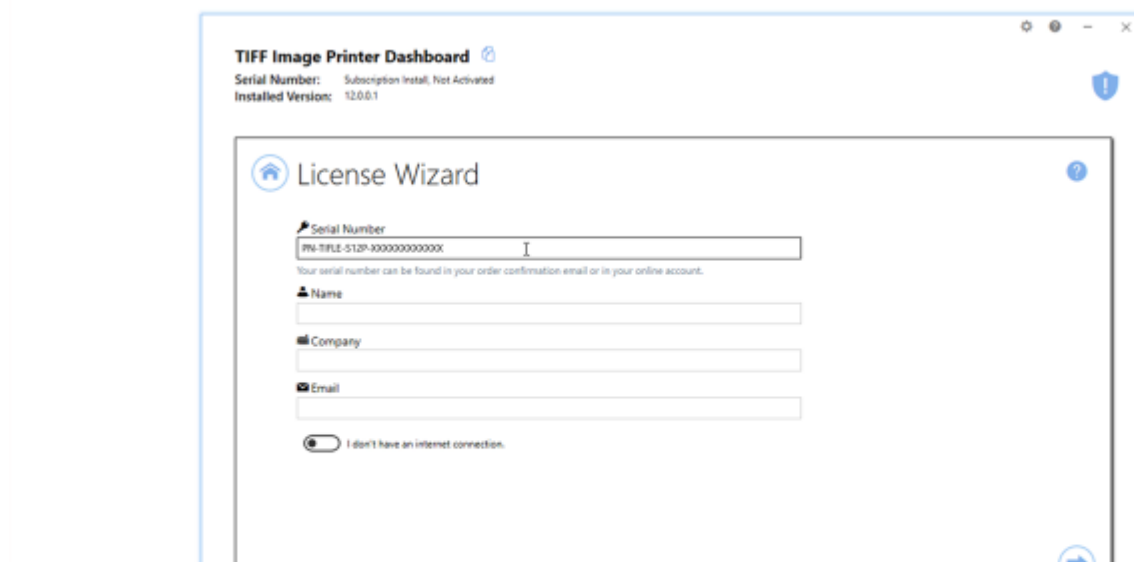 TIFF Image Printer Dashboard
Serial Number: Subscription Install, Not Activated
Installed Version: 12.0.0.1
License Wizard
Serial Number
PN-TIFLE-S12P-XXXXXXXXXXXX
Your serial number can be found in your order confirmation email or in your online account.
Name
Company
Email
I don't have an internet connection.